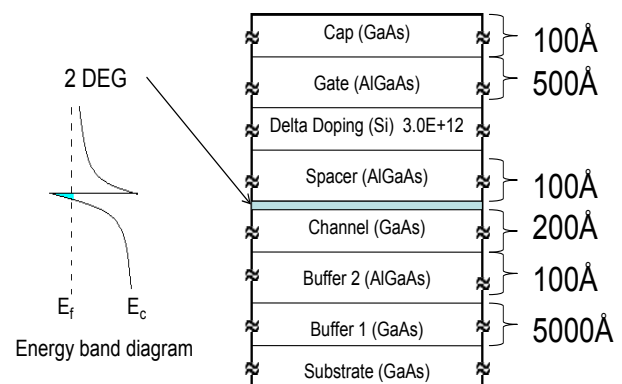 Cap (GaAs)
100Å
2 DEG
Gate (AlGaAs)
500Å
Delta Doping (Si) 3.0E+12
Spacer (AlGaAs)
100Å
Channel (GaAs)
200Å
Buffer 2 (AlGaAs)
100Å
Ef
Ec
Buffer 1 (GaAs)
5000Å
Energy band diagram
Substrate (GaAs)